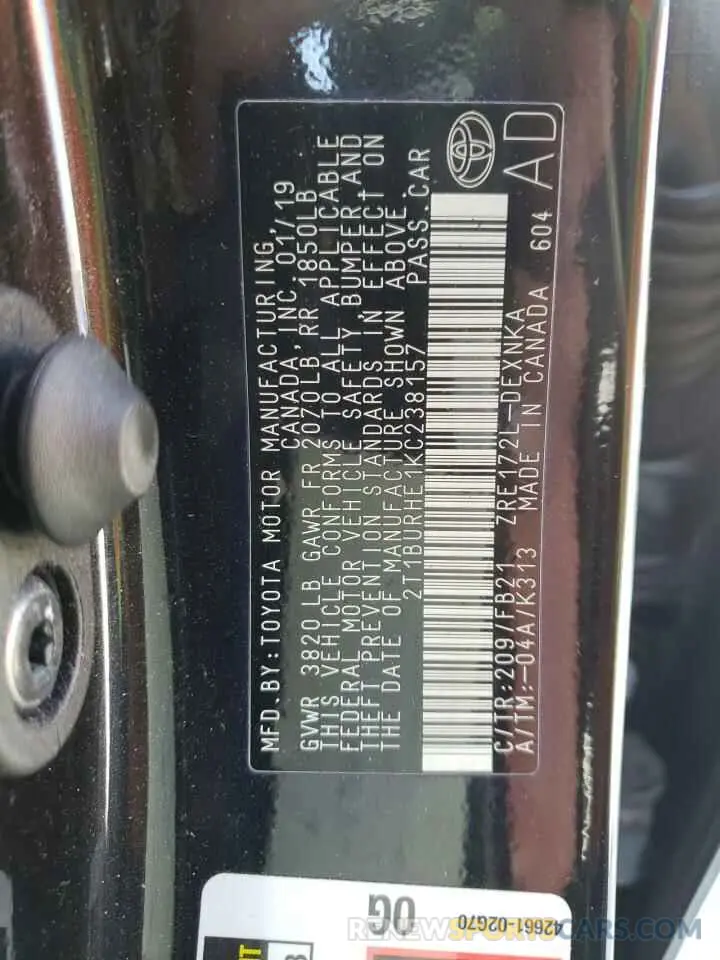 MFD. BY: TOYOTA MOTOR MANUFACTURING,
CANADA, INC. 01/19
GVWR 3820 LB GAWR FR 2070LB, RR 1850LB
THIS VEHICLE CONFORMS TO ALL APPLICABLE
FEDERAL MOTOR VEHICLE SAFETY, BUMPER AND
THEFT PREVENTION STANDARDS IN EFFECT ON
THE DATE OF MANUFACTURE SHOWN ABOVE.
2T1BURHE1KC238157 PASS.CAR
C/TR:209/FB21 ZRE172L-DEXNKA
A/TM:-04A/K313 MADE IN CANADA 604
AD
0G
42661-02G70
NEWSPORTSCARS.COM